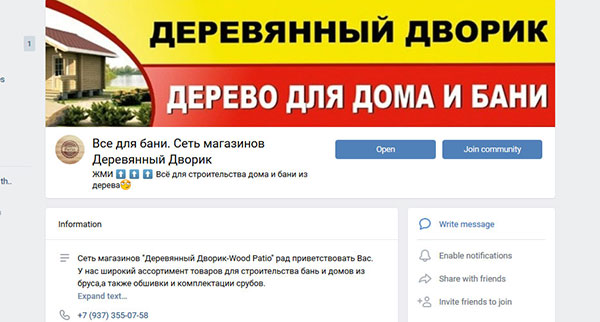 1
ДЕРЕВЯННЫЙ ДВОРИК
ДЕРЕВО ДЛЯ ДОМА И БАНИ
Все для бани. Сеть магазинов
Деревянный Дворик
ЖМИ ⬆️ ⬆️ ⬆️ Всё для строительства дома и бани из
дерева
Open
Join community
Information
Сеть магазинов "Деревянный Дворик-Wood Patio" рад приветствовать Вас.
У нас широкий ассортимент товаров для строительства бань и домов из
бруса,а также обшивки и комплектации срубов.
Expand text...
+7 (937) 355-07-58
Write message
Enable notifications
Share with friends
Invite friends to join
th..